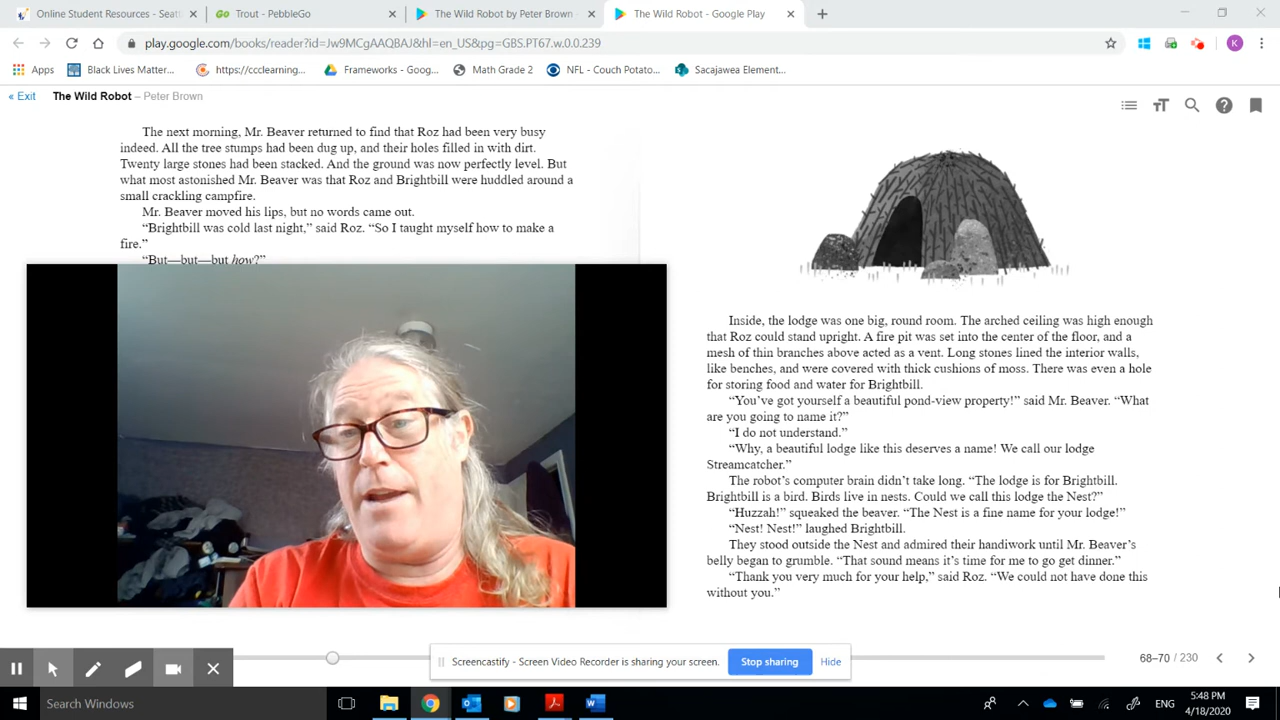 Online Student Resources - Seatt
Trout - PebbleGo
The Wild Robot by Peter Brown
The Wild Robot - Google Play
play.google.com/books/reader?id=Jw9MCgAAQBAJ&hl=en_US&pg=GBS.PT67.w.0.0.239
K
Apps
Black Lives Matter...
https://ccclearning...
Frameworks - Goog...
Math Grade 2
NFL - Couch Potato...
Sacajawea Element...
« Exit
The Wild Robot – Peter Brown
The next morning, Mr. Beaver returned to find that Roz had been very busy
indeed. All the tree stumps had been dug up, and their holes filled in with dirt.
Twenty large stones had been stacked. And the ground was now perfectly level. But
what most astonished Mr. Beaver was that Roz and Brightbill were huddled around a
small crackling campfire.
Mr. Beaver moved his lips, but no words came out.
“Brightbill was cold last night,” said Roz. “So I taught myself how to make a
fire.”
“But—but—but how?”
Inside, the lodge was one big, round room. The arched ceiling was high enough
that Roz could stand upright. A fire pit was set into the center of the floor, and a
mesh of thin branches above acted as a vent. Long stones lined the interior walls,
like benches, and were covered with thick cushions of moss. There was even a hole
for storing food and water for Brightbill.
“You’ve got yourself a beautiful pond-view property!” said Mr. Beaver. “What
are you going to name it?”
“I do not understand.”
“Why, a beautiful lodge like this deserves a name! We call our lodge
Streamcatcher.”
The robot’s computer brain didn’t take long. “The lodge is for Brightbill.
Brightbill is a bird. Birds live in nests. Could we call this lodge the Nest?”
“Huzzah!” squeaked the beaver. “The Nest is a fine name for your lodge!”
“Nest! Nest!” laughed Brightbill.
They stood outside the Nest and admired their handiwork until Mr. Beaver’s
belly began to grumble. “That sound means it’s time for me to go get dinner.”
“Thank you very much for your help,” said Roz. “We could not have done this
without you.”
Screencastify - Screen Video Recorder is sharing your screen.
Stop sharing
Hide
68–70 / 230
Search Windows
ENG
5:48 PM
4/18/2020